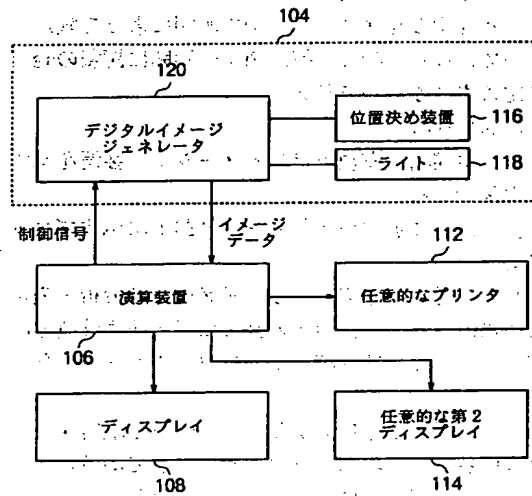 104
120
デジタルイメージ
ジェネレータ
位置決め装置
116
ライト
118
制御信号
イメージ
データ
112
演算装置
任意的なプリンタ
106
ディスプレイ
任意的な第2
ディスプレイ
108
114